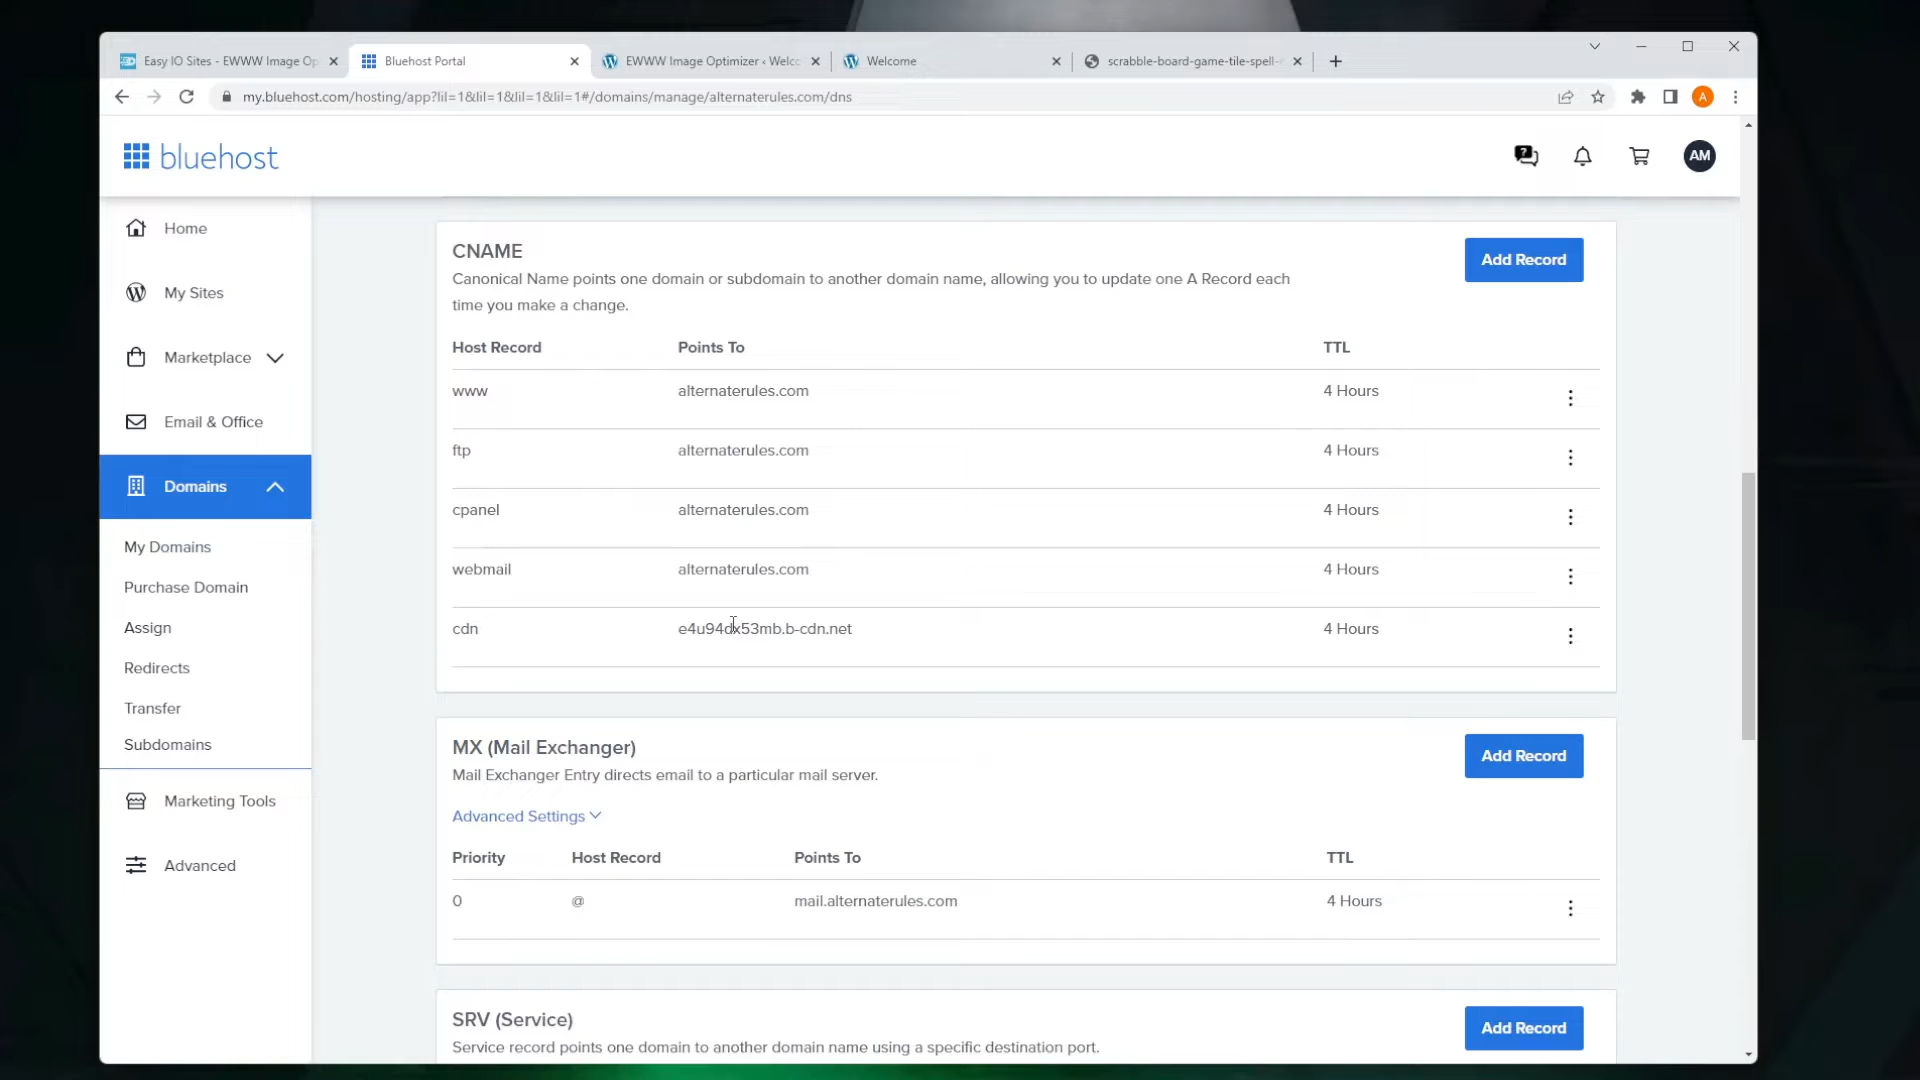 Easy IO Sites - EWWW Image Op
Bluehost Portal
EWWW Image Optimizer ‹ Welc
Welcome
scrabble-board-game-tile-spell-
my.bluehost.com/hosting/app?lil=1&lil=1&lil=1&lil=1#/domains/manage/alternaterules.com/dns
A
bluehost
AM
Home
My Sites
Marketplace
Email & Office
Domains
My Domains
Purchase Domain
Assign
Redirects
Transfer
Subdomains
Marketing Tools
Advanced
CNAME
Add Record
Canonical Name points one domain or subdomain to another domain name, allowing you to update one A Record each
time you make a change.
Host Record Points To TTL
www alternaterules.com 4 Hours
ftp alternaterules.com 4 Hours
cpanel alternaterules.com 4 Hours
webmail alternaterules.com 4 Hours
cdn e4u94dx53mb.b-cdn.net 4 Hours
MX (Mail Exchanger)
Add Record
Mail Exchanger Entry directs email to a particular mail server.
Advanced Settings
Priority Host Record Points To TTL
0 @ mail.alternaterules.com 4 Hours
SRV (Service)
Add Record
Service record points one domain to another domain name using a specific destination port.